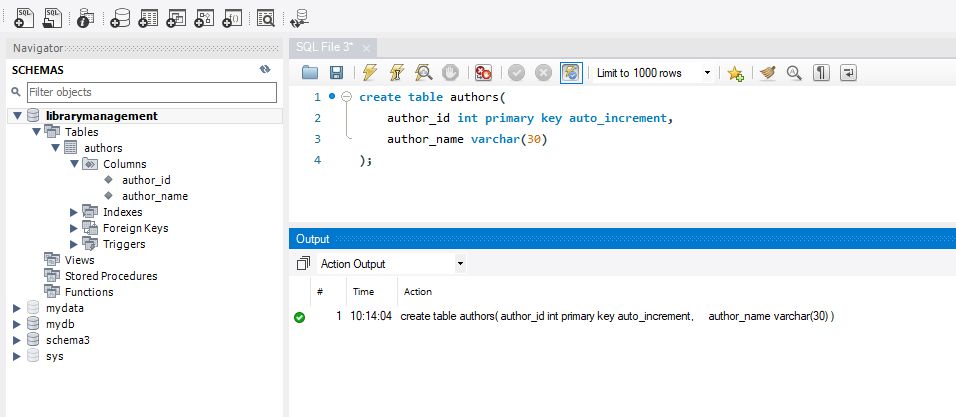 SQL
SQL
Navigator
SCHEMAS
Filter objects
librarymanagement
Tables
authors
Columns
author_id
author_name
Indexes
Foreign Keys
Triggers
Views
Stored Procedures
Functions
mydata
mydb
schema3
sys
SQL File 3*
Limit to 1000 rows
1 create table authors(
2 author_id int primary key auto_increment,
3 author_name varchar(30)
4 );
Output
Action Output
# Time Action
1 10:14:04 create table authors( author_id int primary key auto_increment, author_name varchar(30) )